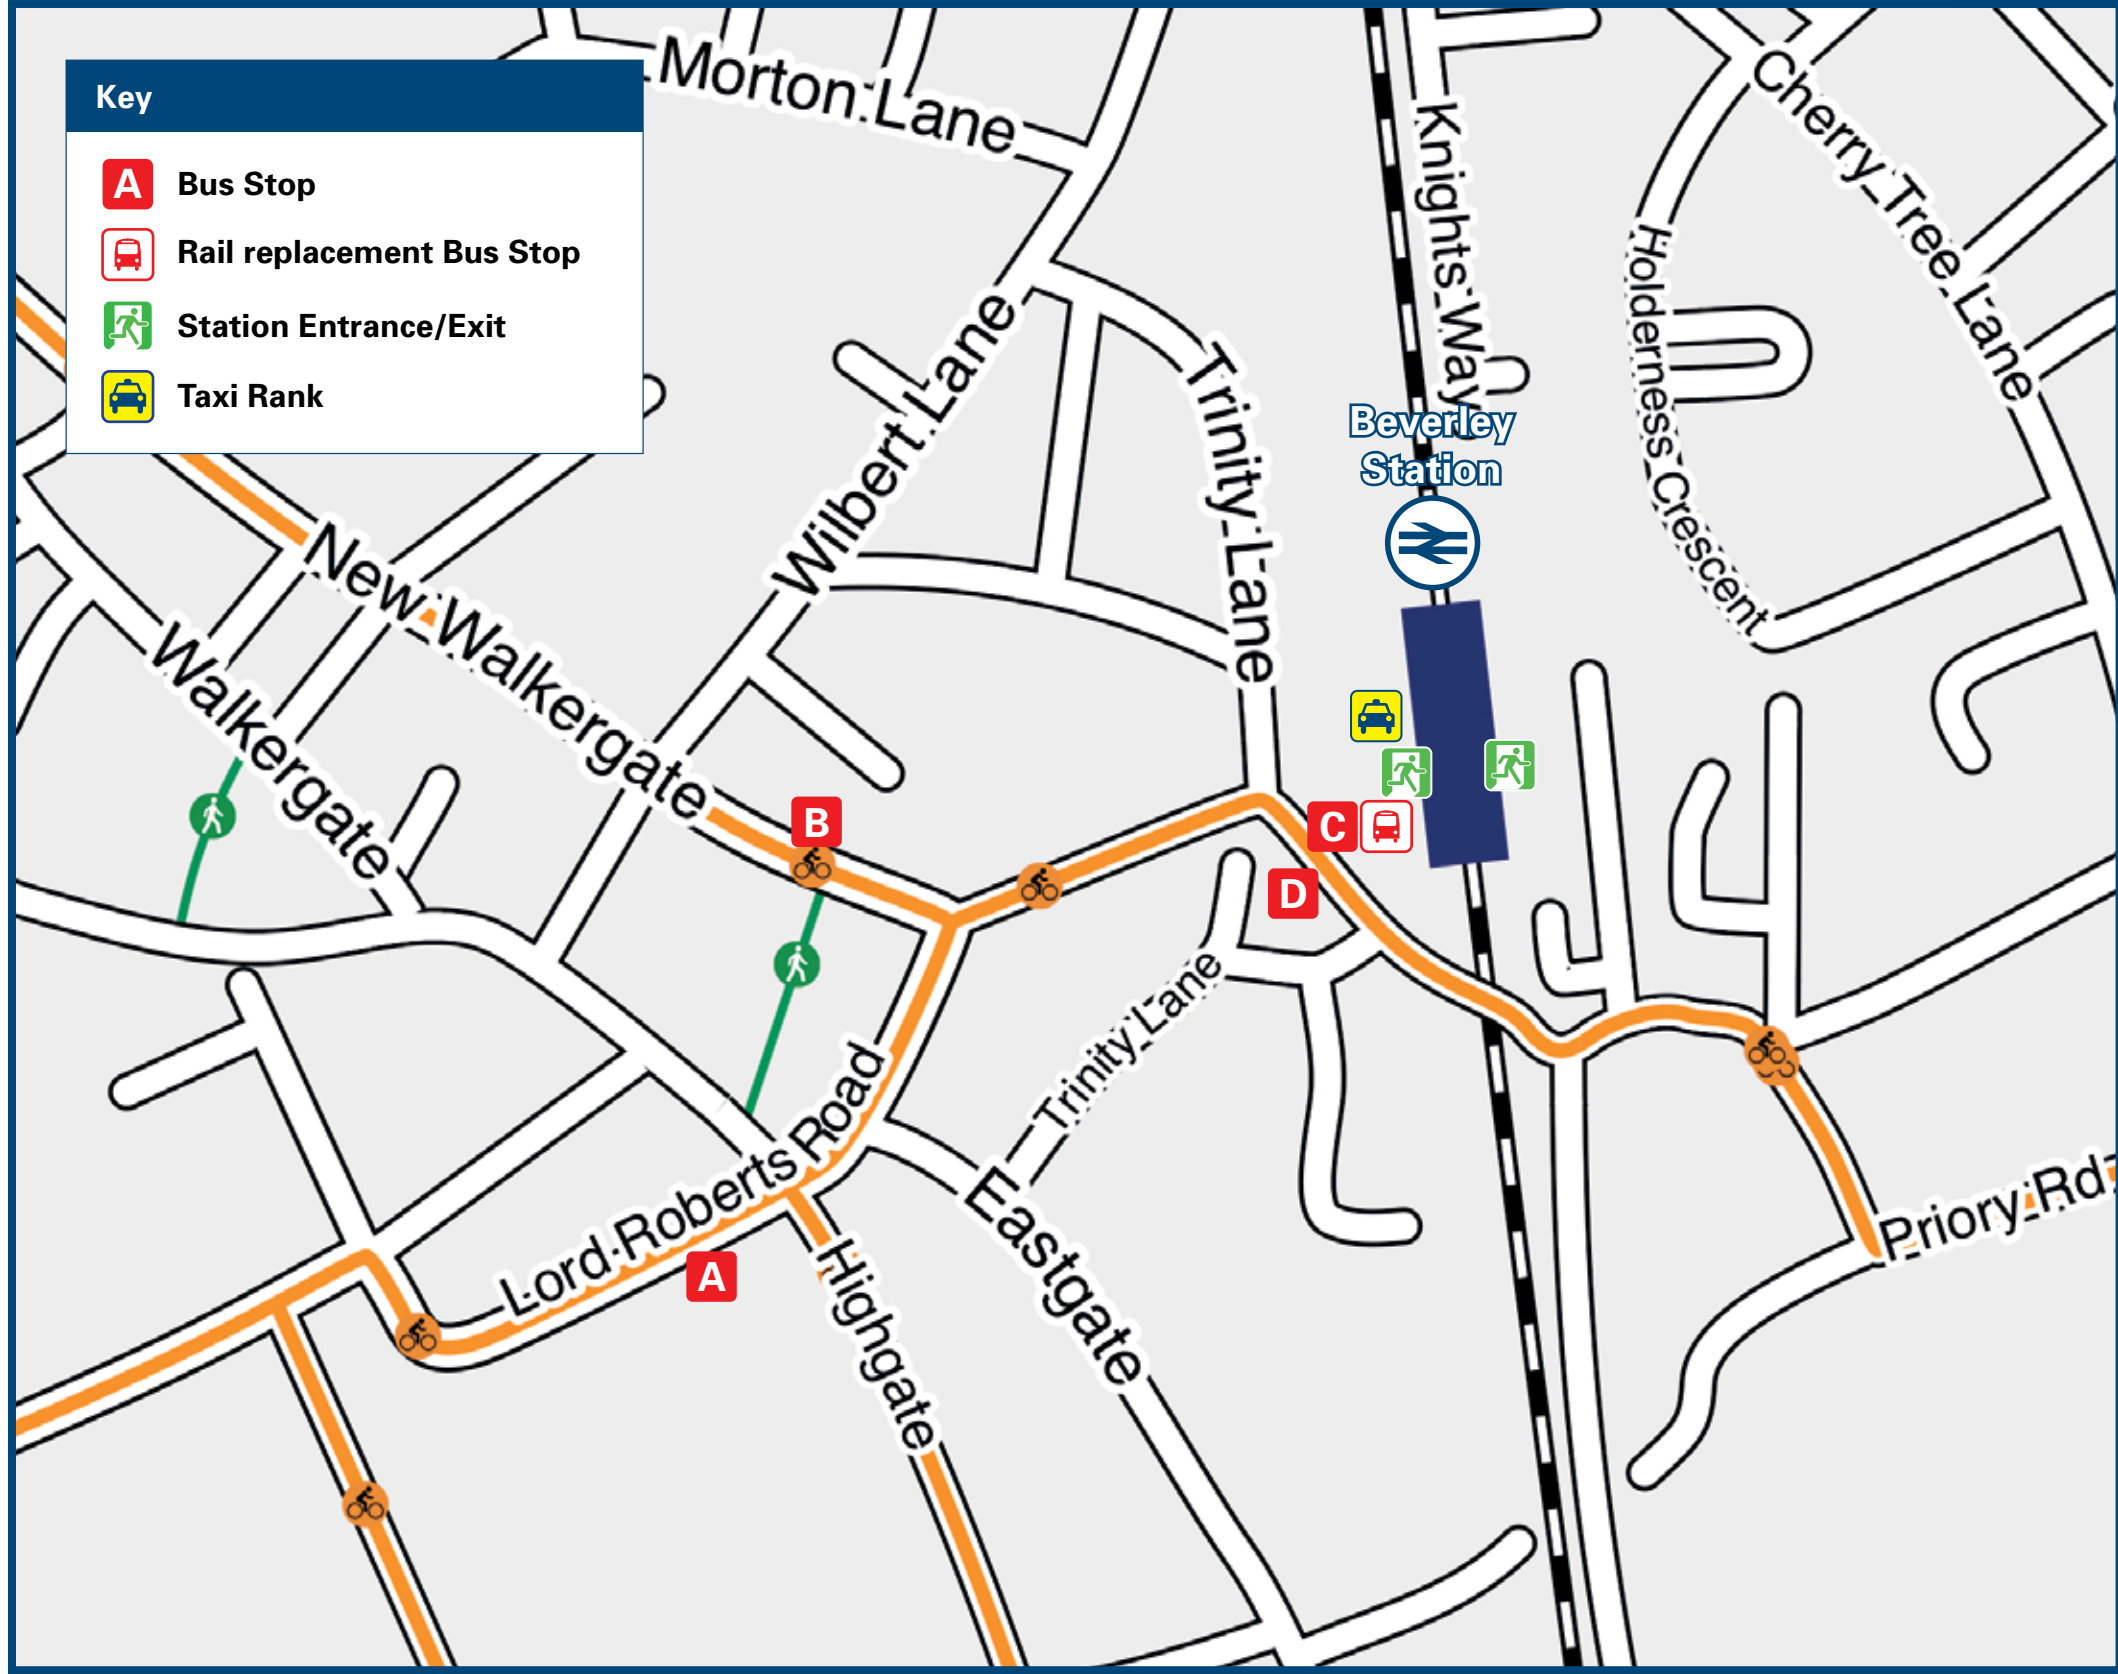 Key
A Bus Stop
Rail replacement Bus Stop
Station Entrance/Exit
Taxi Rank
Morton Lane
Knights Way
Cherry Tree Lane
Holderness Crescent
Wilbert Lane
Trinity Lane
Beverley
Station
New Walkergate
Walkergate
B
C
D
Trinity Lane
Lord Roberts Road
A
Highgate
Eastgate
Priory Rd